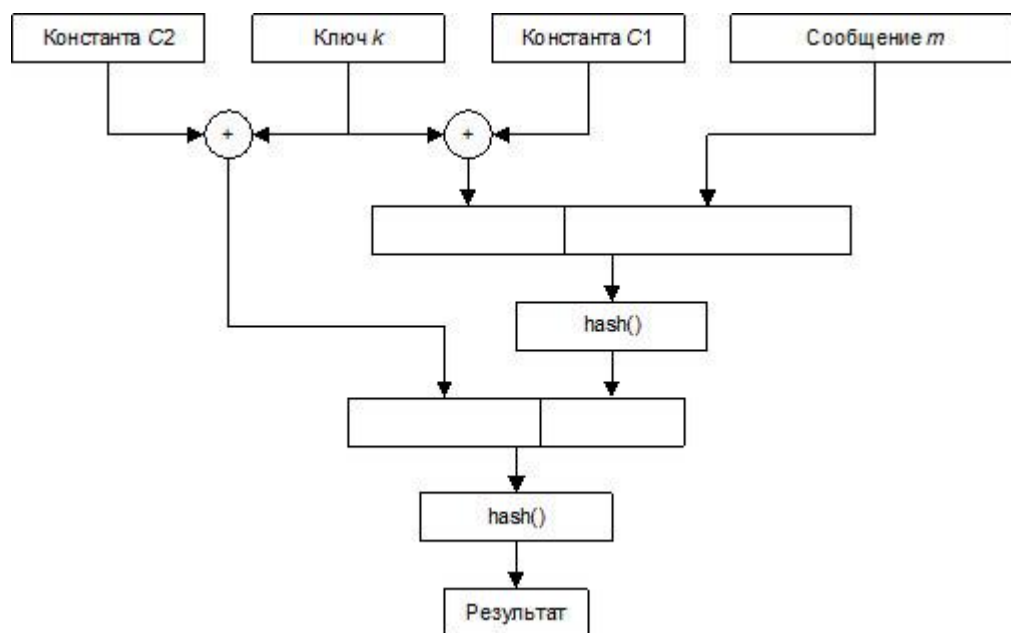 Константа C2
Ключ k
Константа C1
Сообщение m
+
+
hash()
hash()
Результат